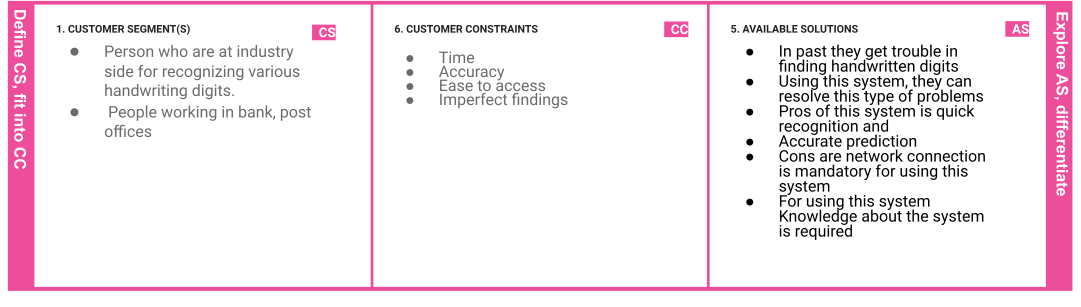 Define CS, fit into CC
1. CUSTOMER SEGMENT(S)
CS
● Person who are at industry
side for recognizing various
handwriting digits.
● People working in bank, post
offices
6. CUSTOMER CONSTRAINTS
CC
● Time
● Accuracy
● Ease to access
● Imperfect findings
5. AVAILABLE SOLUTIONS
AS
● In past they get trouble in
finding handwritten digits
● Using this system, they can
resolve this type of problems
● Pros of this system is quick
recognition and
● Accurate prediction
● Cons are network connection
is mandatory for using this
system
● For using this system
Knowledge about the system
is required
Explore AS, differentiate